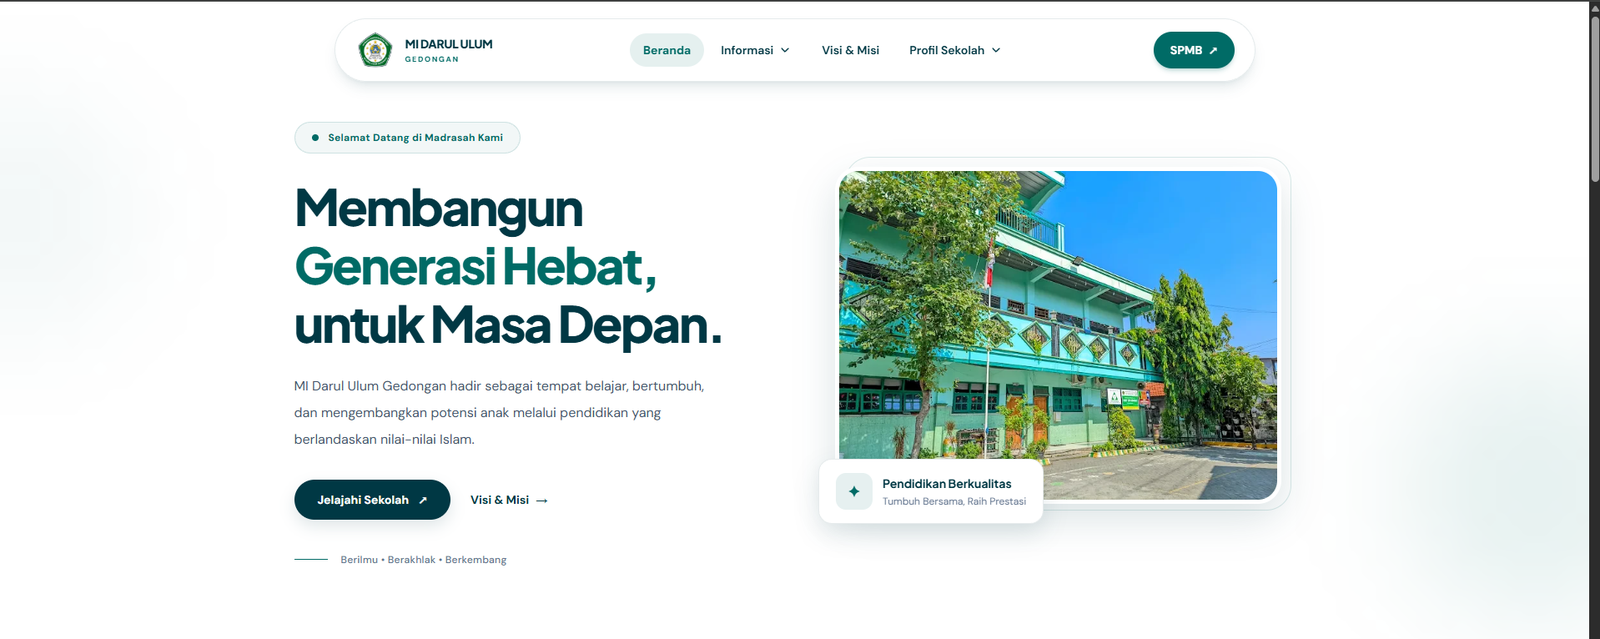 MI DARUL ULUM
GEDONGAN
Beranda
Informasi
Visi & Misi
Profil Sekolah
SPMB ↗
Selamat Datang di Madrasah Kami
Membangun
Generasi Hebat,
untuk Masa Depan.
MI Darul Ulum Gedongan hadir sebagai tempat belajar, bertumbuh,
dan mengembangkan potensi anak melalui pendidikan yang
berlandaskan nilai-nilai Islam.
Jelajahi Sekolah ↗
Visi & Misi →
Berilmu • Berakhlak • Berkembang
Pendidikan Berkualitas
Tumbuh Bersama, Raih Prestasi